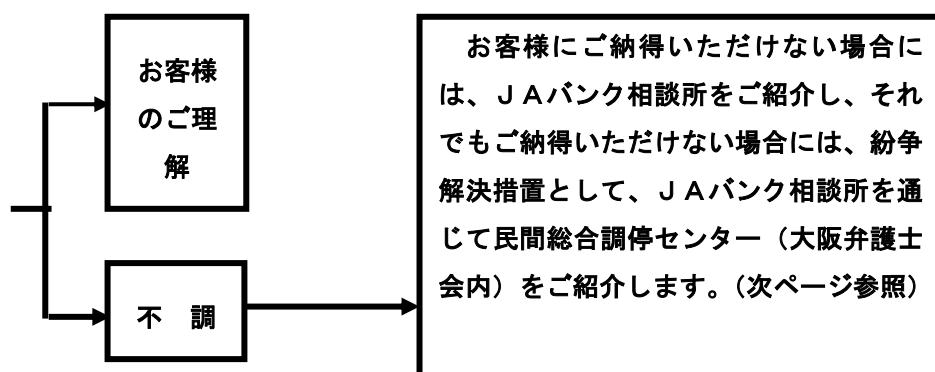 お客様
のご理
解
お客様にご納得いただけない場合に
は、ＪＡバンク相談所をご紹介し、それ
でもご納得いただけない場合には、紛争
解決措置として、ＪＡバンク相談所を通
じて民間総合調停センター（大阪弁護士
会内）をご紹介します。（次ページ参照）
不　調